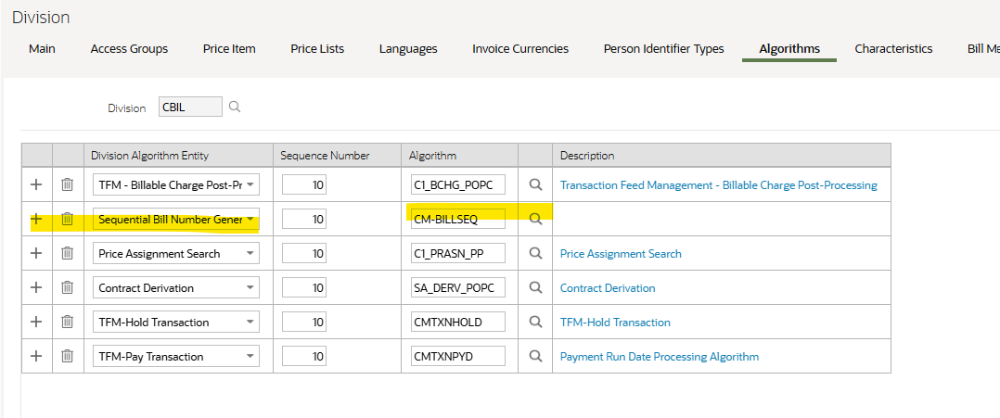 Division
Main Access Groups Price Item Price Lists Languages Invoice Currencies Person Identifier Types Algorithms Characteristics Bill Ma
Division CBIL
Division Algorithm Entity Sequence Number Algorithm Description
TFM - Billable Charge Post-Pr 10 C1_BCHG_POPC Transaction Feed Management - Billable Charge Post-Processing
Sequential Bill Number Gener 10 CM-BILLSEQ
Price Assignment Search 10 C1_PRASN_PP Price Assignment Search
Contract Derivation 10 SA_DERV_POPC Contract Derivation
TFM-Hold Transaction 10 CMTXNHOLD TFM-Hold Transaction
TFM-Pay Transaction 10 CMTXNPYD Payment Run Date Processing Algorithm